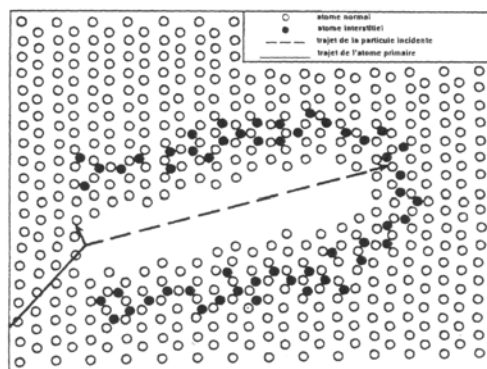 atome normal
atome interstitiel
trajet de la particule incidente
trajet de l'atome primaire